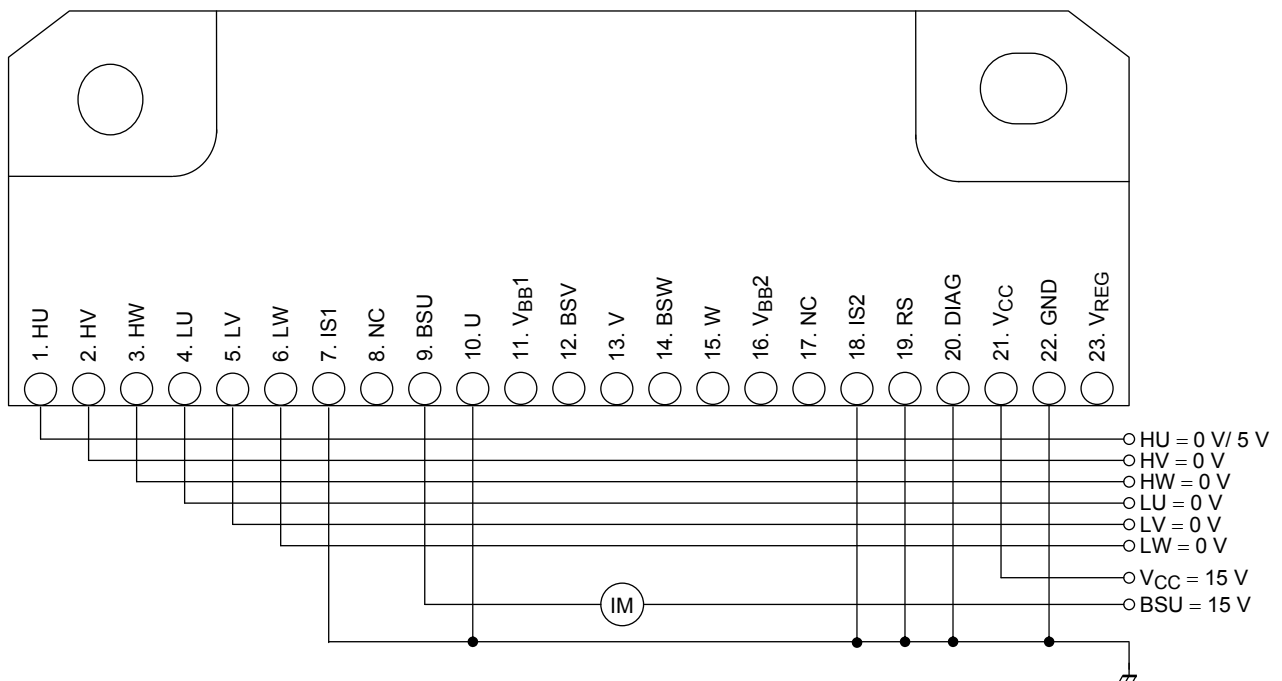 1. HU
2. HV
3. HW
4. LU
5. LV
6. LW
7. IS1
8. NC
9. BSU
10. U
11. VBB1
12. BSV
13. V
14. BSW
15. W
16. VBB2
17. NC
18. IS2
19. RS
20. DIAG
21. VCC
22. GND
23. VREG
HU = 0 V/ 5 V
HV = 0 V
HW = 0 V
LU = 0 V
LV = 0 V
LW = 0 V
VCC = 15 V
IM
BSU = 15 V